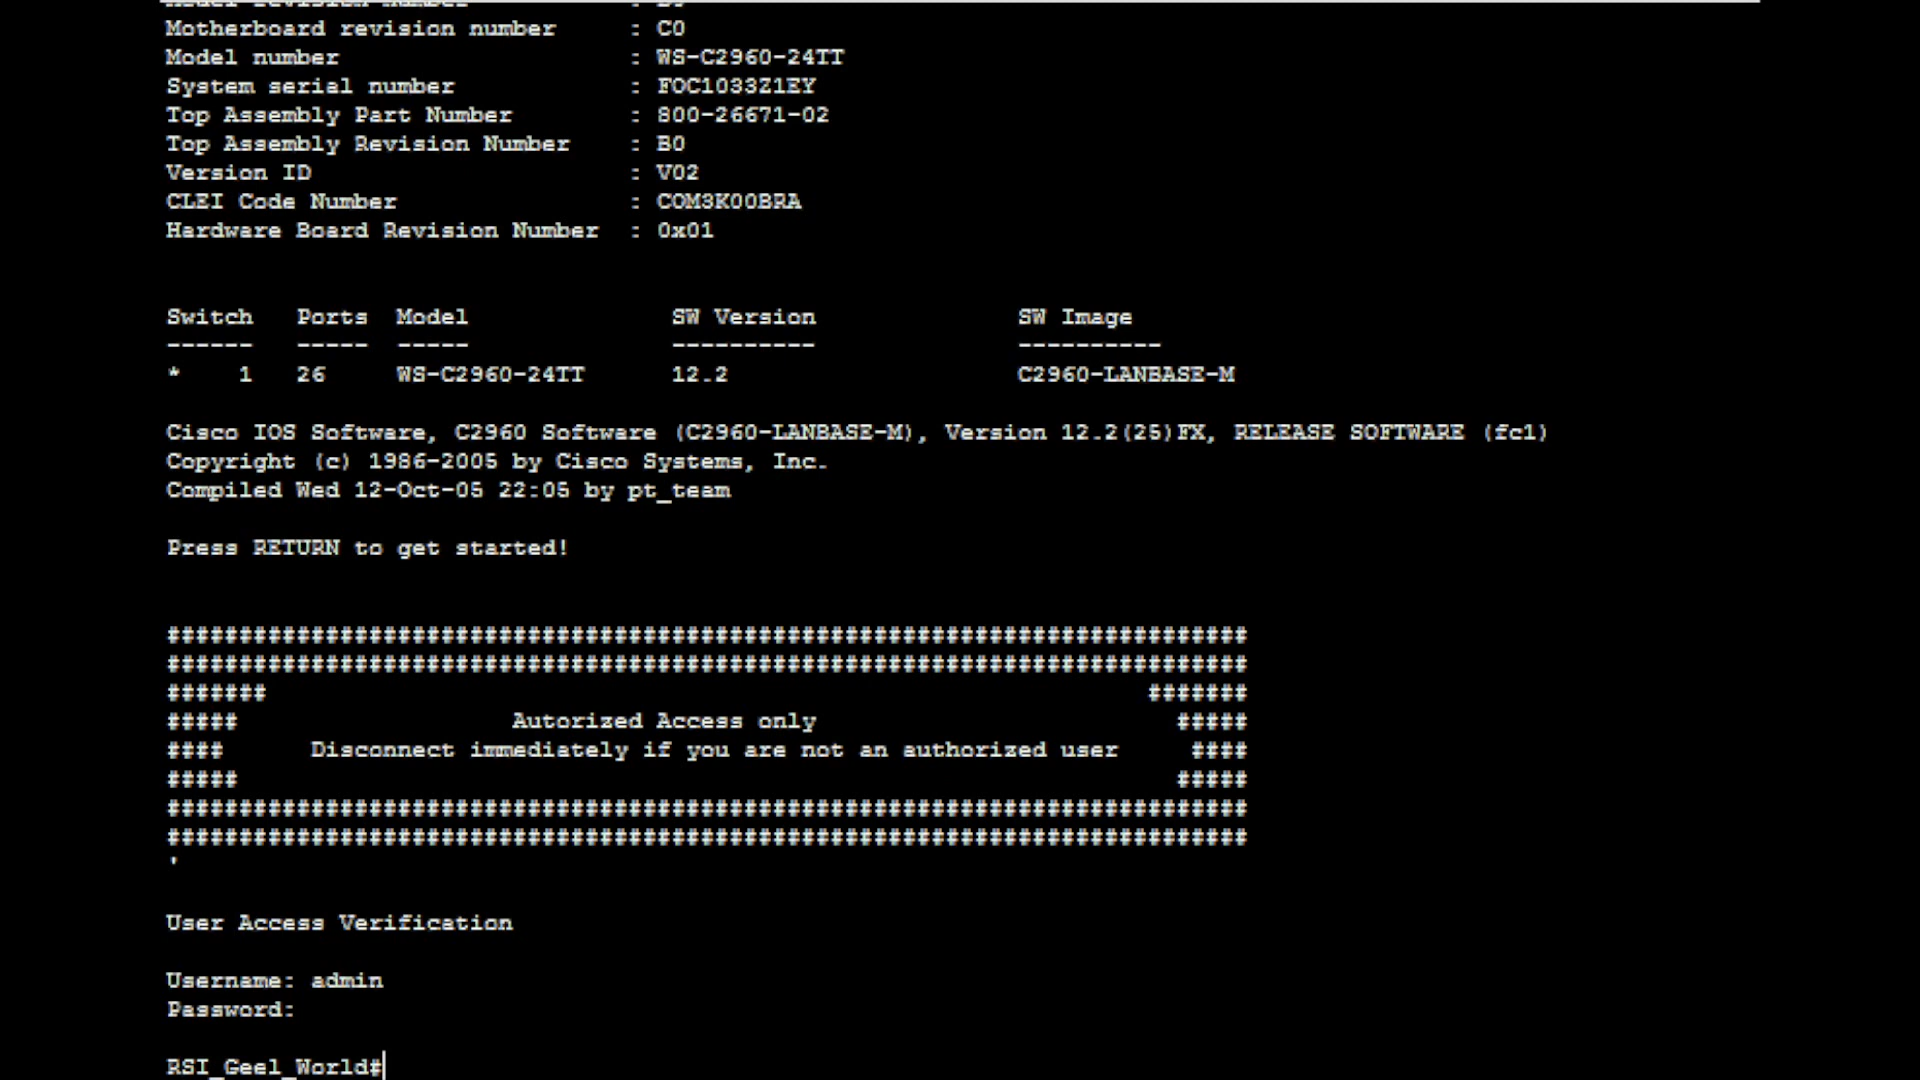 Motherboard revision number     : C0
Model number                    : WS-C2960-24TT
System serial number            : FOC1033Z1EY
Top Assembly Part Number        : 800-26671-02
Top Assembly Revision Number    : B0
Version ID                      : V02
CLEI Code Number                : COM3K00BRA
Hardware Board Revision Number  : 0x01
Switch   Ports  Model              SW Version              SW Image
------   -----  -----              ----------              ----------
*    1   26     WS-C2960-24TT      12.2                    C2960-LANBASE-M
Cisco IOS Software, C2960 Software (C2960-LANBASE-M), Version 12.2(25)FX, RELEASE SOFTWARE (fc1)
Copyright (c) 1986-2005 by Cisco Systems, Inc.
Compiled Wed 12-Oct-05 22:05 by pt_team
Press RETURN to get started!
###########################################################################
###########################################################################
#######                                                             #######
#####                   Autorized Access only                         #####
####      Disconnect immediately if you are not an authorized user     ####
#####                                                                 #####
###########################################################################
###########################################################################
'
User Access Verification
Username: admin
Password:
RSI_Geel_World#